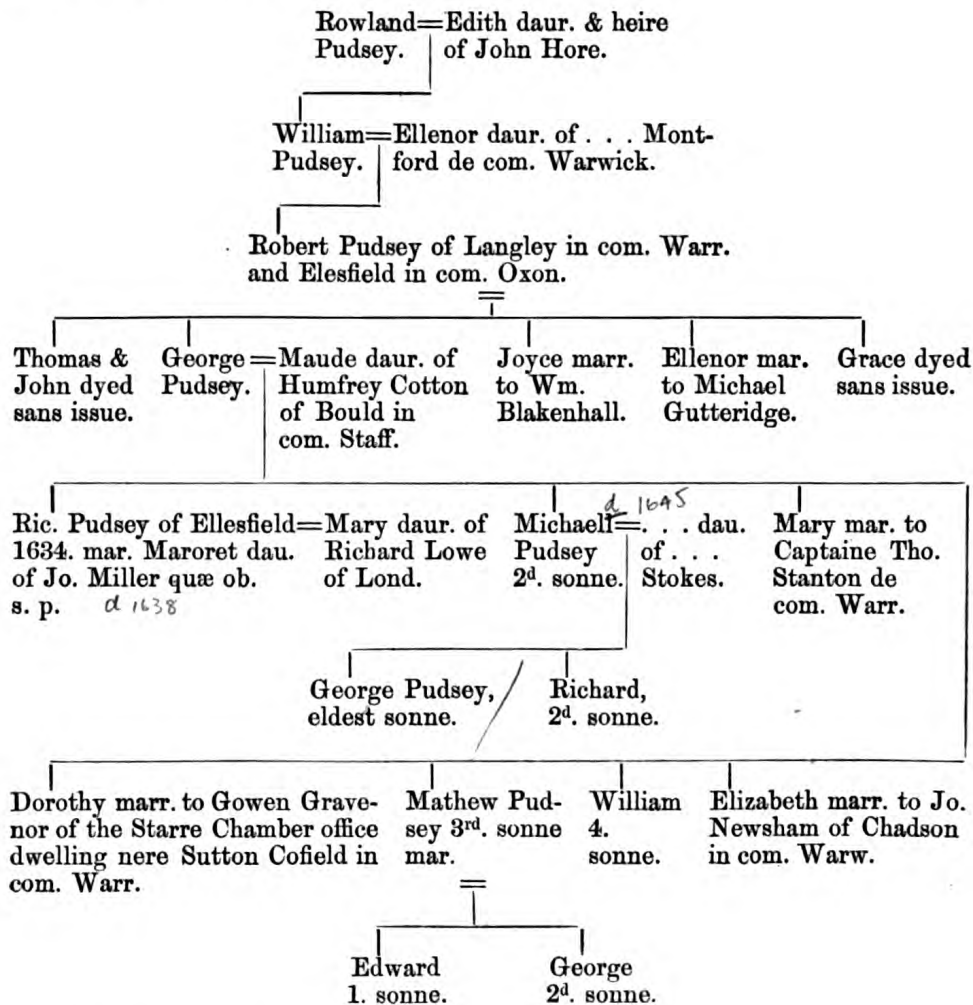 Rowland=Edith daur. & heire
Pudsey. of John Hore.
William=Ellenor daur. of . . . Mont-
Pudsey. ford de com. Warwick.
Robert Pudsey of Langley in com. Warr.
and Elesfield in com. Oxon.
=
Thomas &
John dyed
sans issue.
George=
Pudsey.
Maude daur. of
Humfrey Cotton
of Bould in
com. Staff.
Joyce marr.
to Wm.
Blakenhall.
Ellenor mar.
to Michael
Gutteridge.
Grace dyed
sans issue.
Ric. Pudsey of Ellesfield=
1634. mar. Maroret dau.
of Jo. Miller quæ ob.
s. p. d 1638
Mary daur. of
Richard Lowe
of Lond.
d 1645
Michaell=
Pudsey
2d. sonne.
. . . dau.
of . . .
Stokes.
Mary mar. to
Captaine Tho.
Stanton de
com. Warr.
George Pudsey,
eldest sonne.
Richard,
2d. sonne.
Dorothy marr. to Gowen Grave-
nor of the Starre Chamber office
dwelling nere Sutton Cofield in
com. Warr.
Mathew Pud-
sey 3rd. sonne
mar.
William
4.
sonne.
Elizabeth marr. to Jo.
Newsham of Chadson
in com. Warw.
=
Edward
1. sonne.
George
2d. sonne.